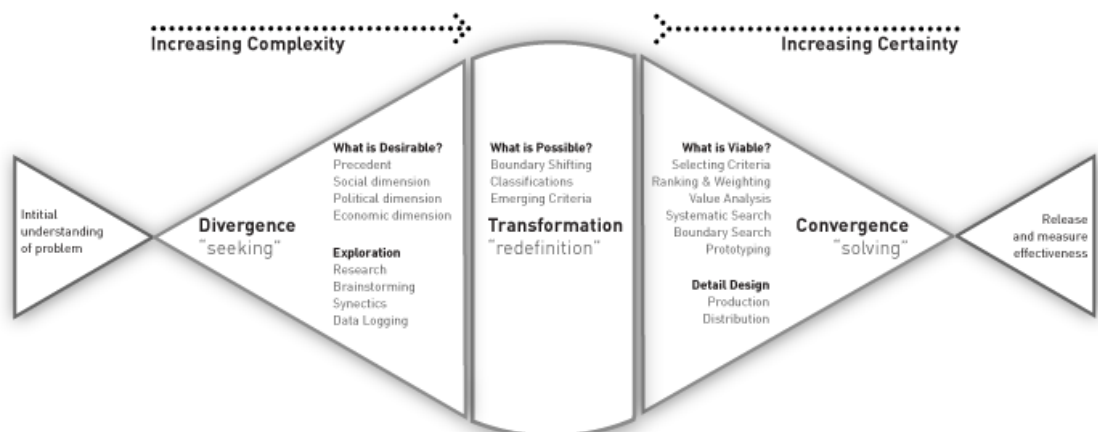 Increasing Complexity
Increasing Certainty
Intitial
understanding
of problem
Divergence
"seeking"
What is Desirable?
Precedent
Social dimension
Political dimension
Economic dimension
Exploration
Research
Brainstorming
Synectics
Data Logging
What is Possible?
Boundary Shifting
Classifications
Emerging Criteria
Transformation
"redefinition"
What is Viable?
Selecting Criteria
Ranking & Weighting
Value Analysis
Systematic Search
Boundary Search
Prototyping
Detail Design
Production
Distribution
Convergence
"solving"
Release
and measure
effectiveness